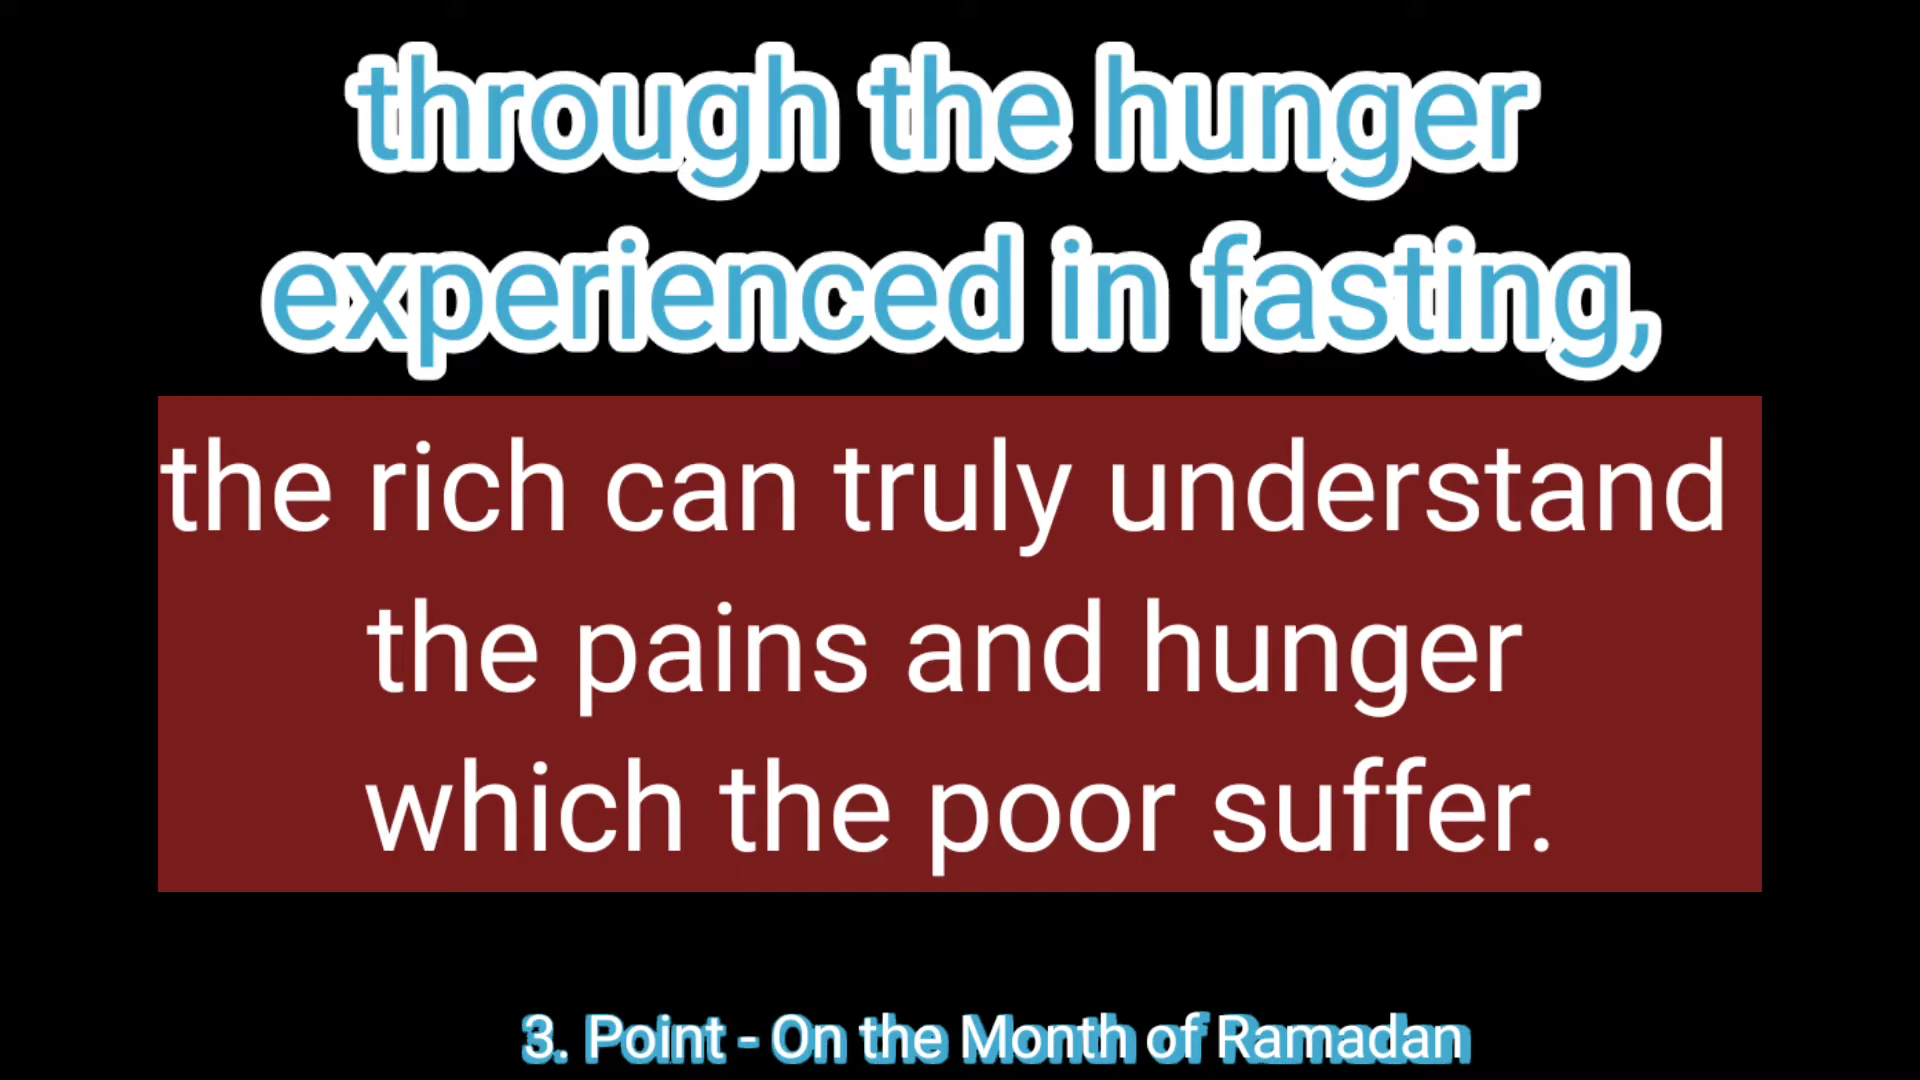 through the hunger
experienced in fasting,
the rich can truly understand
the pains and hunger
which the poor suffer.
3. Point - On the Month of Ramadan